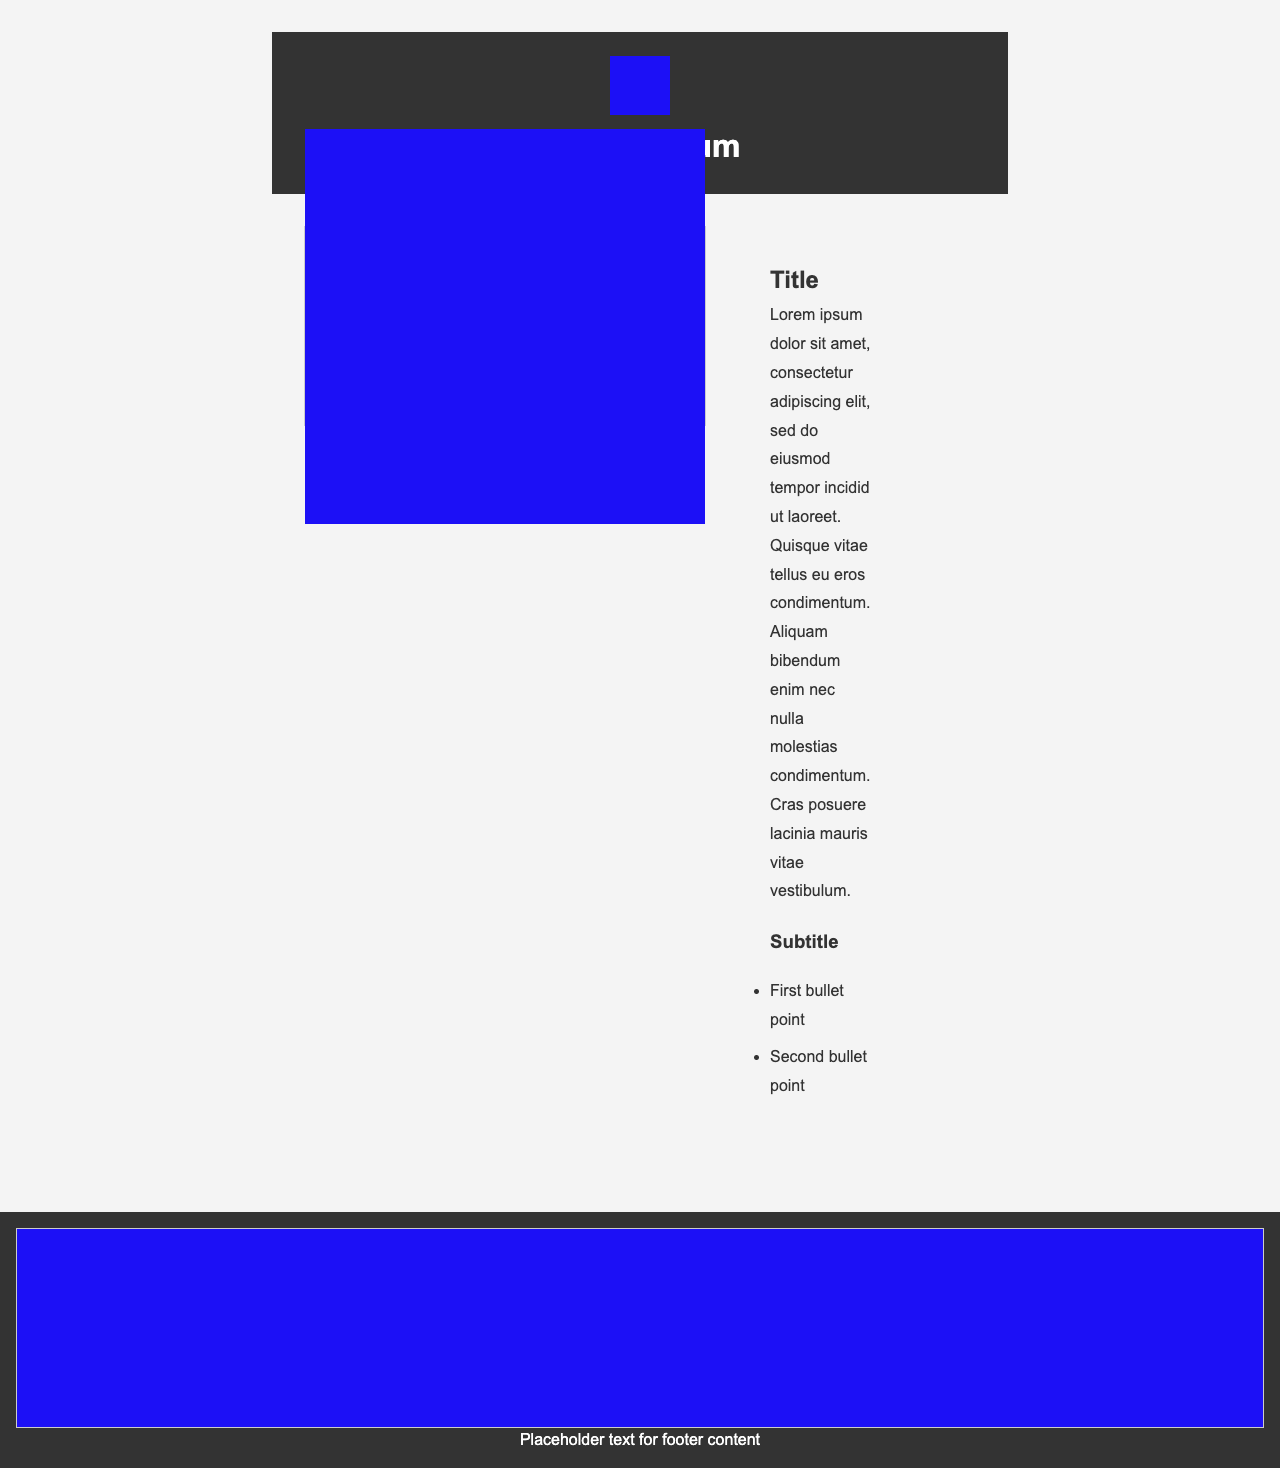 Title
Lorem ipsum
dolor sit amet,
consectetur
adipiscing elit,
sed do
eiusmod
tempor incidid
ut laoreet.
Quisque vitae
tellus eu eros
condimentum.
Aliquam
bibendum
enim nec
nulla
molestias
condimentum.
Cras posuere
lacinia mauris
vitae
vestibulum.
Subtitle
• First bullet
point
• Second bullet
point
Placeholder text for footer content